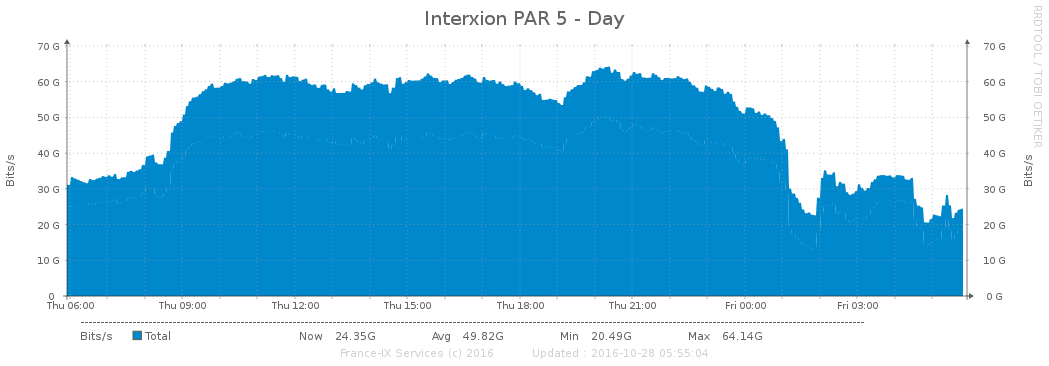 Interxion PAR 5 - Day
RRDTOOL / TOBI OETIKER
Bits/s
Bits/s
70 G
60 G
50 G
40 G
30 G
20 G
10 G
0
70 G
60 G
50 G
40 G
30 G
20 G
10 G
0 G
Thu 06:00 Thu 09:00 Thu 12:00 Thu 15:00 Thu 18:00 Thu 21:00 Fri 00:00 Fri 03:00
Bits/s Total Now 24.35G Avg 49.82G Min 20.49G Max 64.14G
France-IX Services (c) 2016 Updated : 2016-10-28 05:55:04